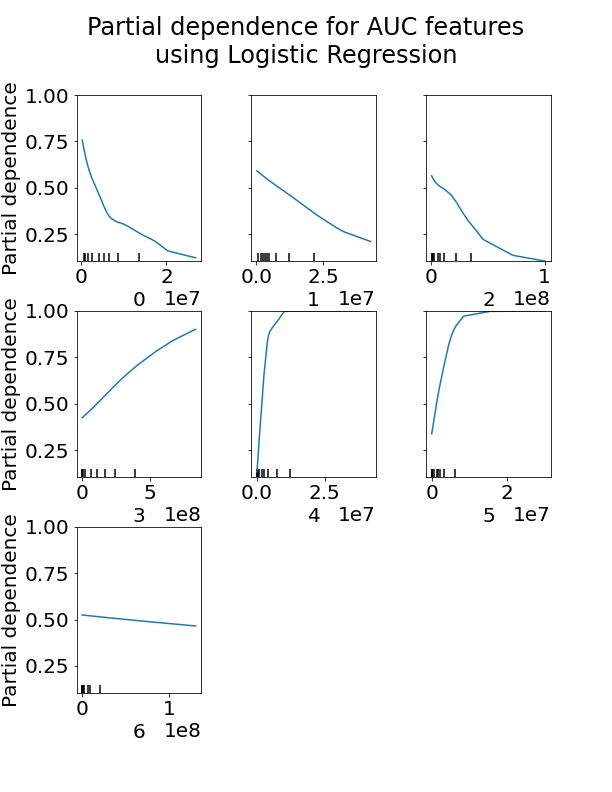 Partial dependence for AUC features
using Logistic Regression
Partial dependence
1.00
0.75
0.50
0.25
0 2
0 1e7
0.0 2.5
1 1e7
0 1
2 1e8
Partial dependence
1.00
0.75
0.50
0.25
0 5
3 1e8
0.0 2.5
4 1e7
0 2
5 1e7
Partial dependence
1.00
0.75
0.50
0.25
0 1
6 1e8